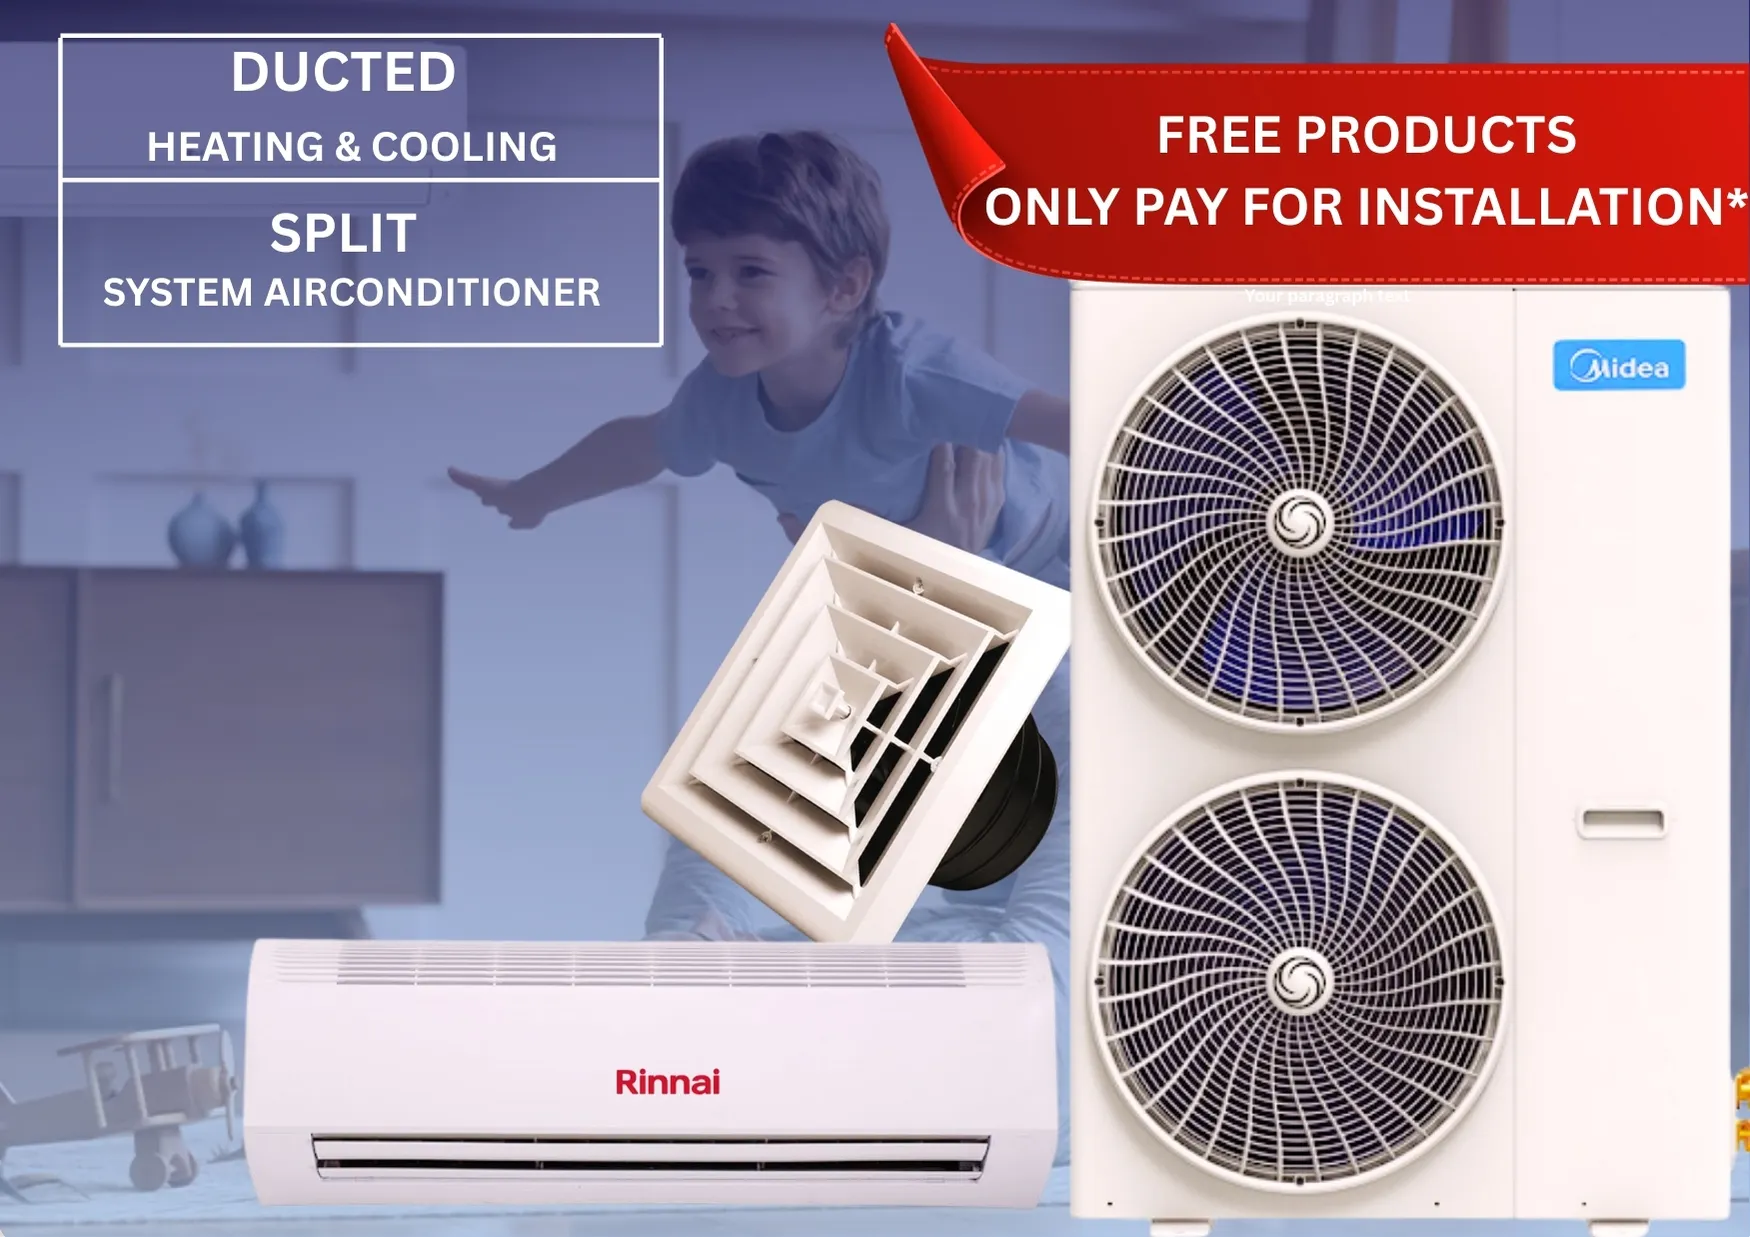 DUCTED
HEATING & COOLING
SPLIT
SYSTEM AIRCONDITIONER
FREE PRODUCTS
ONLY PAY FOR INSTALLATION*
Your paragraph text
Midea
Rinnai